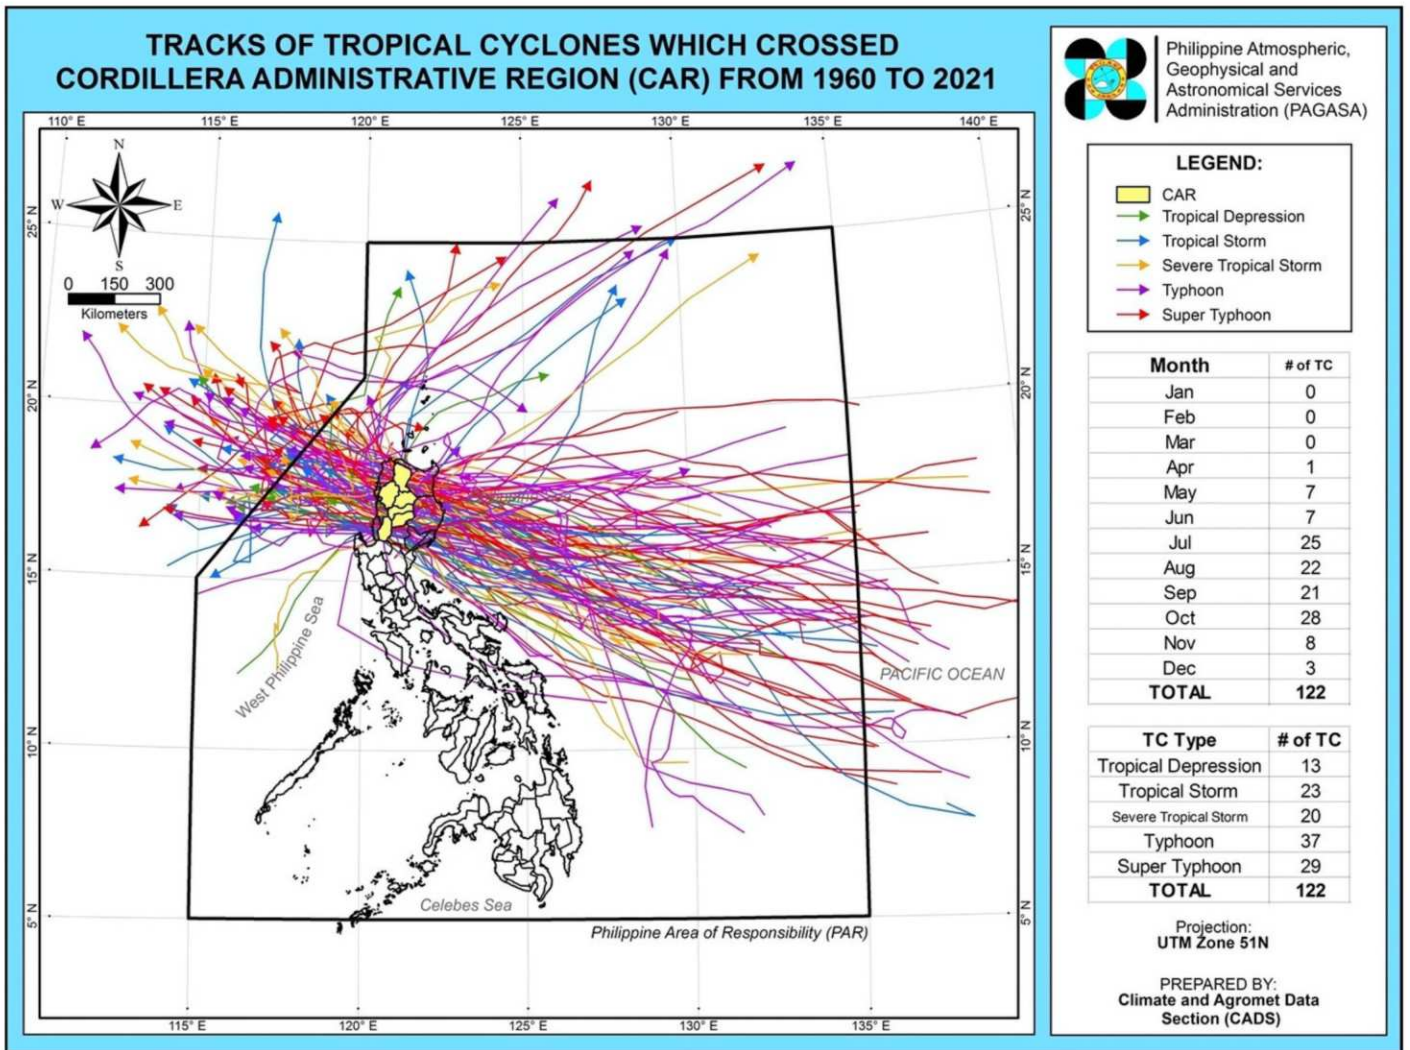 TRACKS OF TROPICAL CYCLONES WHICH CROSSED
CORDILLERA ADMINISTRATIVE REGION (CAR) FROM 1960 TO 2021
110° E 115° E 120° E 125° E 130° E 135° E 140° E
N
W E
S
0 150 300
Kilometers
25° N 25° N
20° N 20° N
15° N 15° N
10° N 10° N
5° N 5° N
West Philippine Sea
PACIFIC OCEAN
Celebes Sea
Philippine Area of Responsibility (PAR)
115° E 120° E 125° E 130° E 135° E
Philippine Atmospheric,
Geophysical and
Astronomical Services
Administration (PAGASA)
LEGEND:
CAR
Tropical Depression
Tropical Storm
Severe Tropical Storm
Typhoon
Super Typhoon
Month # of TC
Jan 0
Feb 0
Mar 0
Apr 1
May 7
Jun 7
Jul 25
Aug 22
Sep 21
Oct 28
Nov 8
Dec 3
TOTAL 122
TC Type # of TC
Tropical Depression 13
Tropical Storm 23
Severe Tropical Storm 20
Typhoon 37
Super Typhoon 29
TOTAL 122
Projection:
UTM Zone 51N
PREPARED BY:
Climate and Agromet Data
Section (CADS)